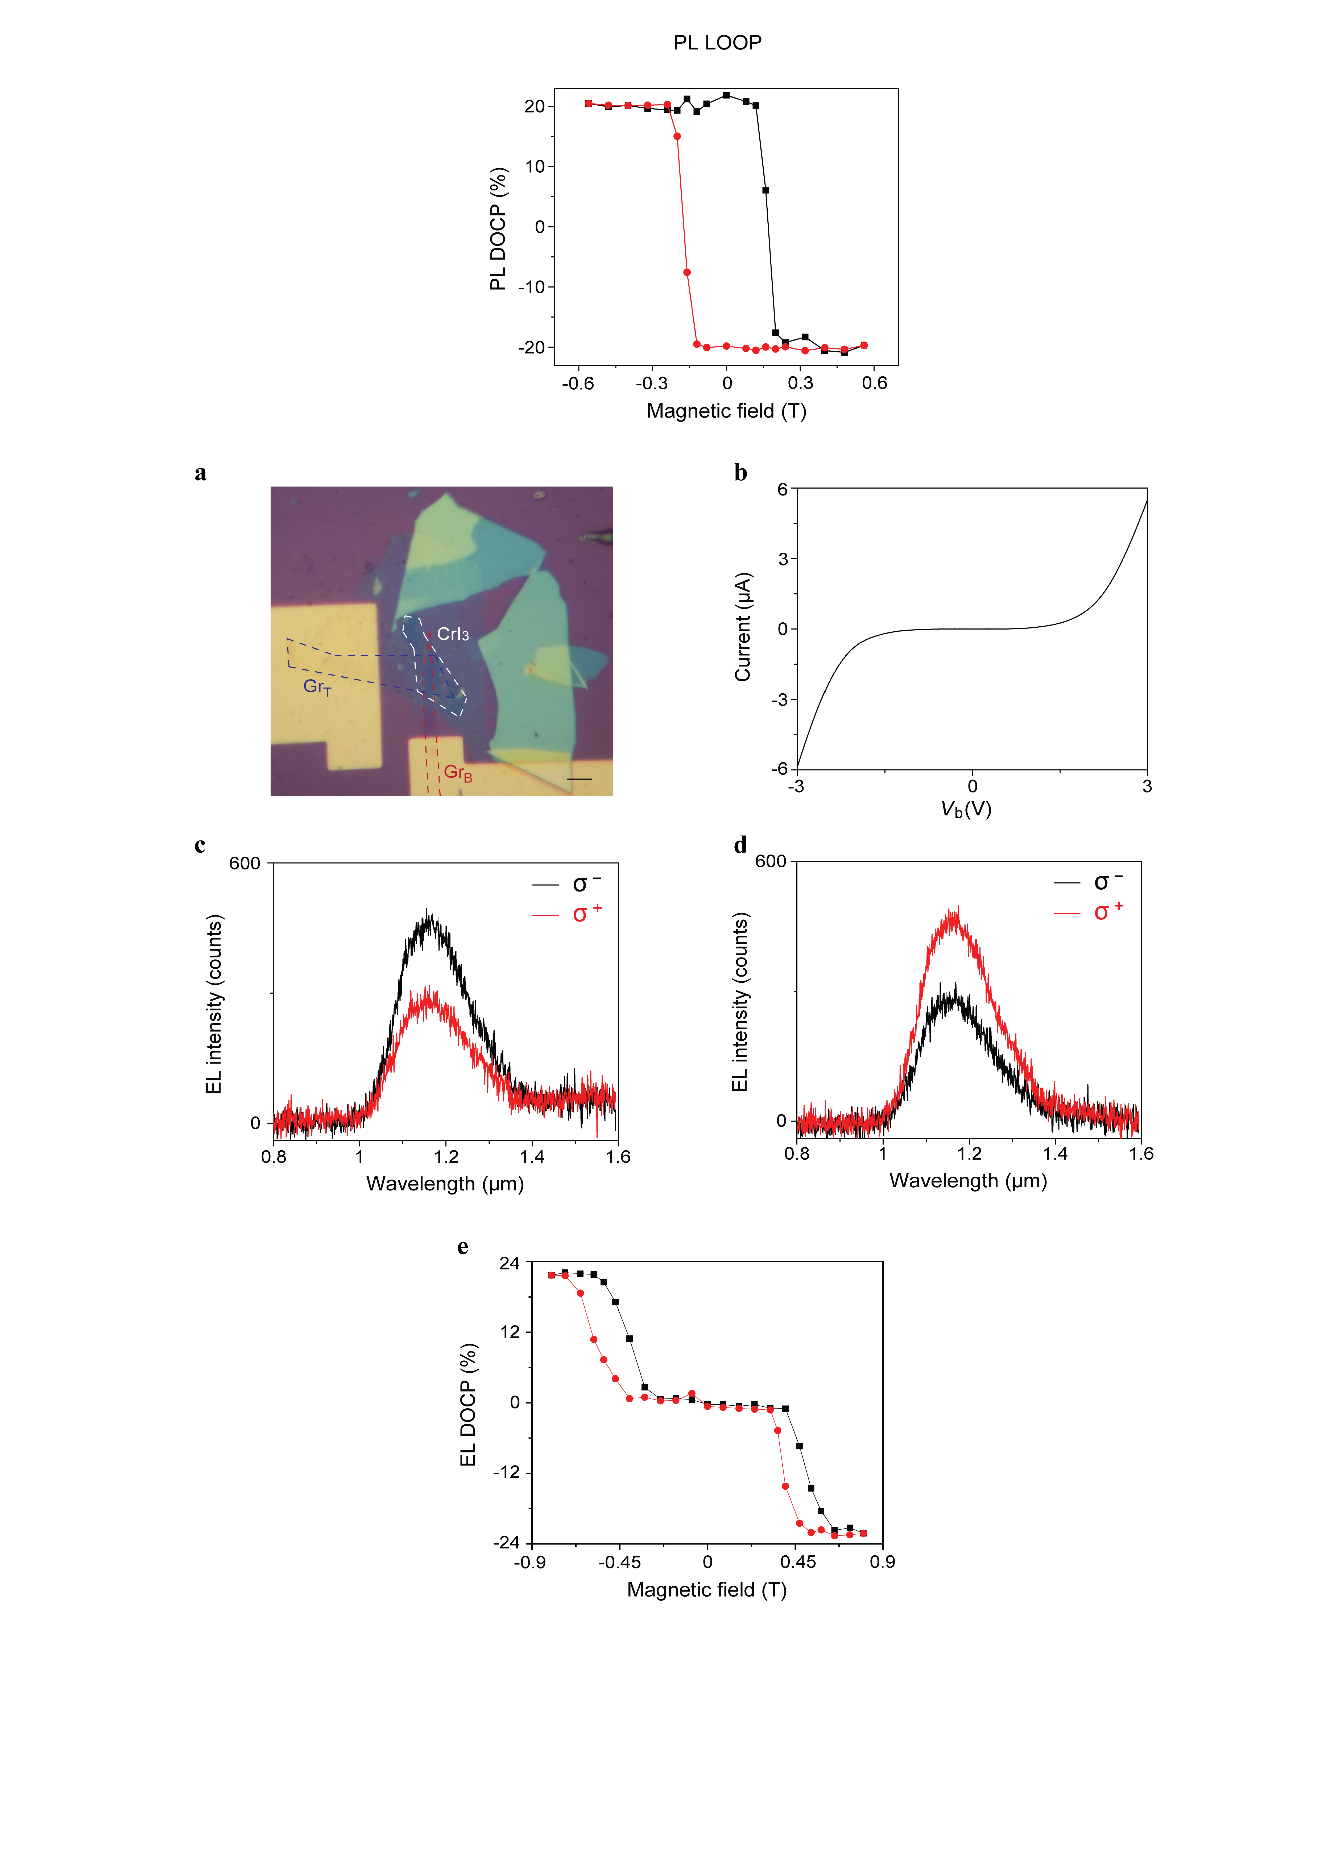 PL LOOP
20
10
0
-10
-20
PL DOCP (%)
-0.6
-0.3
0
0.3
0.6
Magnetic field (T)
a
CrI3
GrT
GrB
b
6
3
0
-3
-6
Current (μA)
-3
0
3
Vb(V)
c
600
0
EL intensity (counts)
σ−
σ+
0.8
1
1.2
1.4
1.6
Wavelength (μm)
d
600
0
EL intensity (counts)
σ−
σ+
0.8
1
1.2
1.4
1.6
Wavelength (μm)
e
24
12
0
-12
-24
EL DOCP (%)
-0.9
-0.45
0
0.45
0.9
Magnetic field (T)